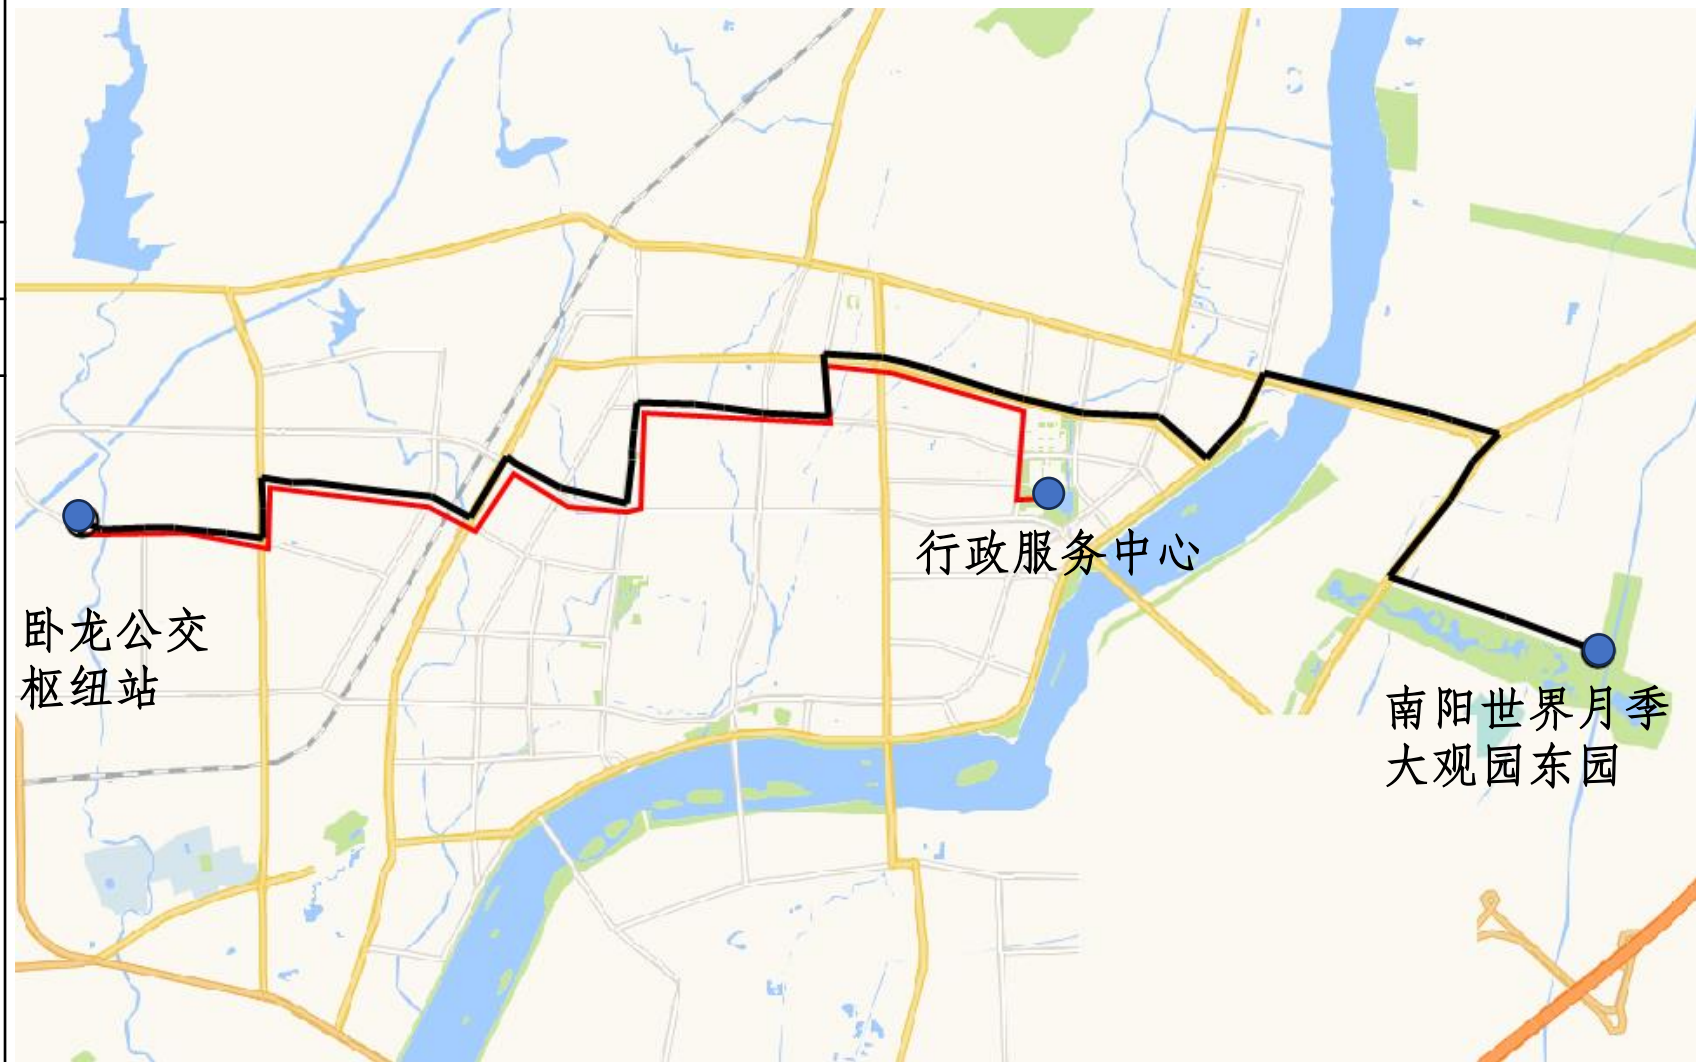 行政服务中心
卧龙公交
枢纽站
南阳世界月季
大观园东园